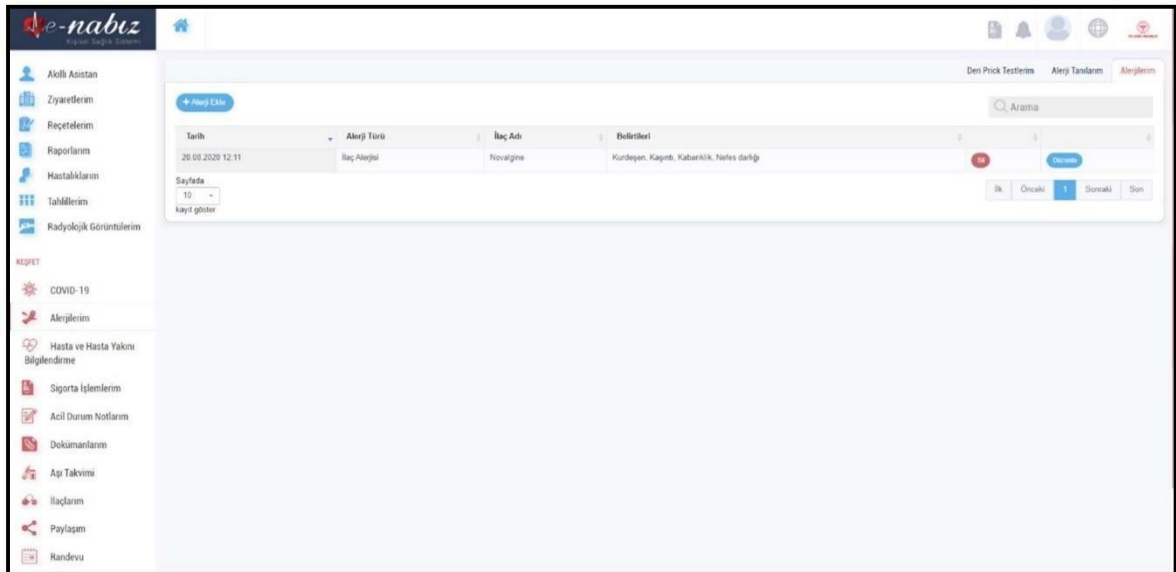 e-nabız
Kişisel Sağlık Sistemi
Akıllı Asistan
Ziyaretlerim
Reçetelerim
Raporlarım
Hastalıklarım
Tahlillerim
Radyolojik Görüntülerim
KEŞFET
COVID-19
Alerjilerim
Hasta ve Hasta Yakını
Bilgilendirme
Sigorta İşlemlerim
Acil Durum Notlarım
Dokümanlarım
Aşı Takvimi
İlaçlarım
Paylaşım
Randevu
Deri Prick Testlerim Alerji Tanılarım Alerjilerim
+ Alerji Ekle
Arama
Tarih Alerji Türü İlaç Adı Belirtileri
20.08.2020 12:11 İlaç Alerjisi Novalgine Kurdeşen, Kaşıntı, Kabarıklık, Nefes darlığı Sil Düzenle
Sayfada
10
kayıt göster
İlk Önceki 1 Sonraki Son